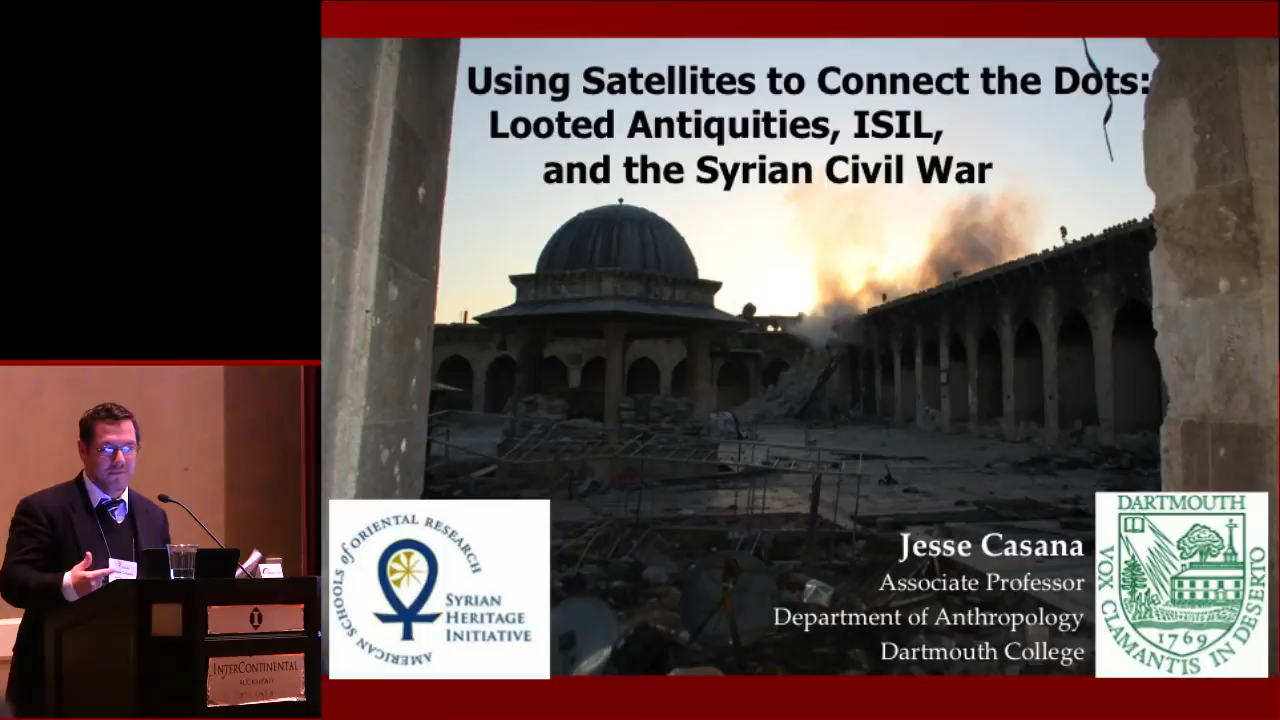 Using Satellites to Connect the Dots:
Looted Antiquities, ISIL,
and the Syrian Civil War
Jesse Casana
Associate Professor
Department of Anthropology
Dartmouth College
AMERICAN SCHOOLS of ORIENTAL RESEARCH
SYRIAN
HERITAGE
INITIATIVE
DARTMOUTH
VOX CLAMANTIS IN DESERTO
1769
INTERCONTINENTAL